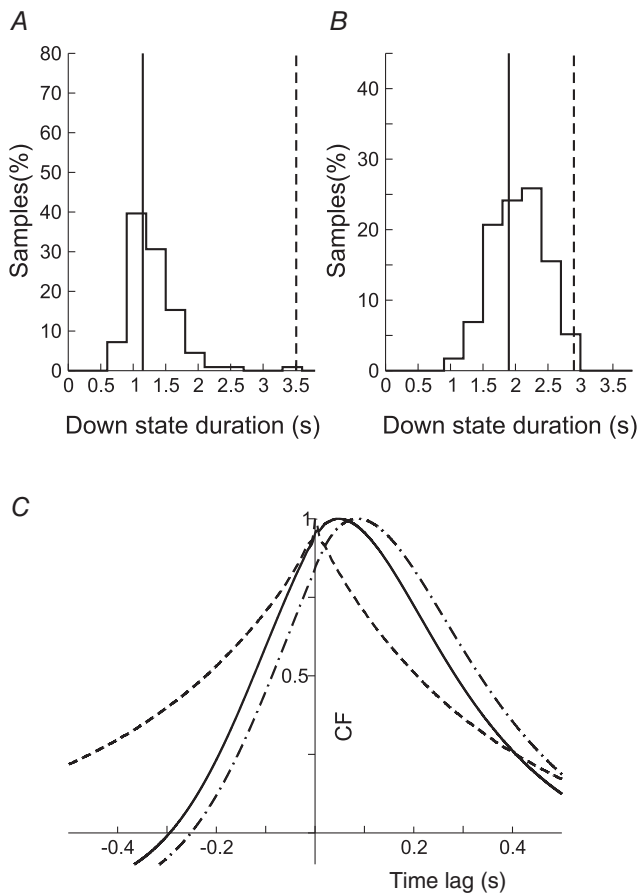 A
B
80
70
60
50
40
30
20
10
0
Samples(%)
0 0.5 1 1.5 2 2.5 3 3.5
Down state duration (s)
40
30
20
10
0
Samples(%)
0 0.5 1 1.5 2 2.5 3 3.5
Down state duration (s)
C
1
0.5
CF
-0.4 -0.2 0.2 0.4
Time lag (s)